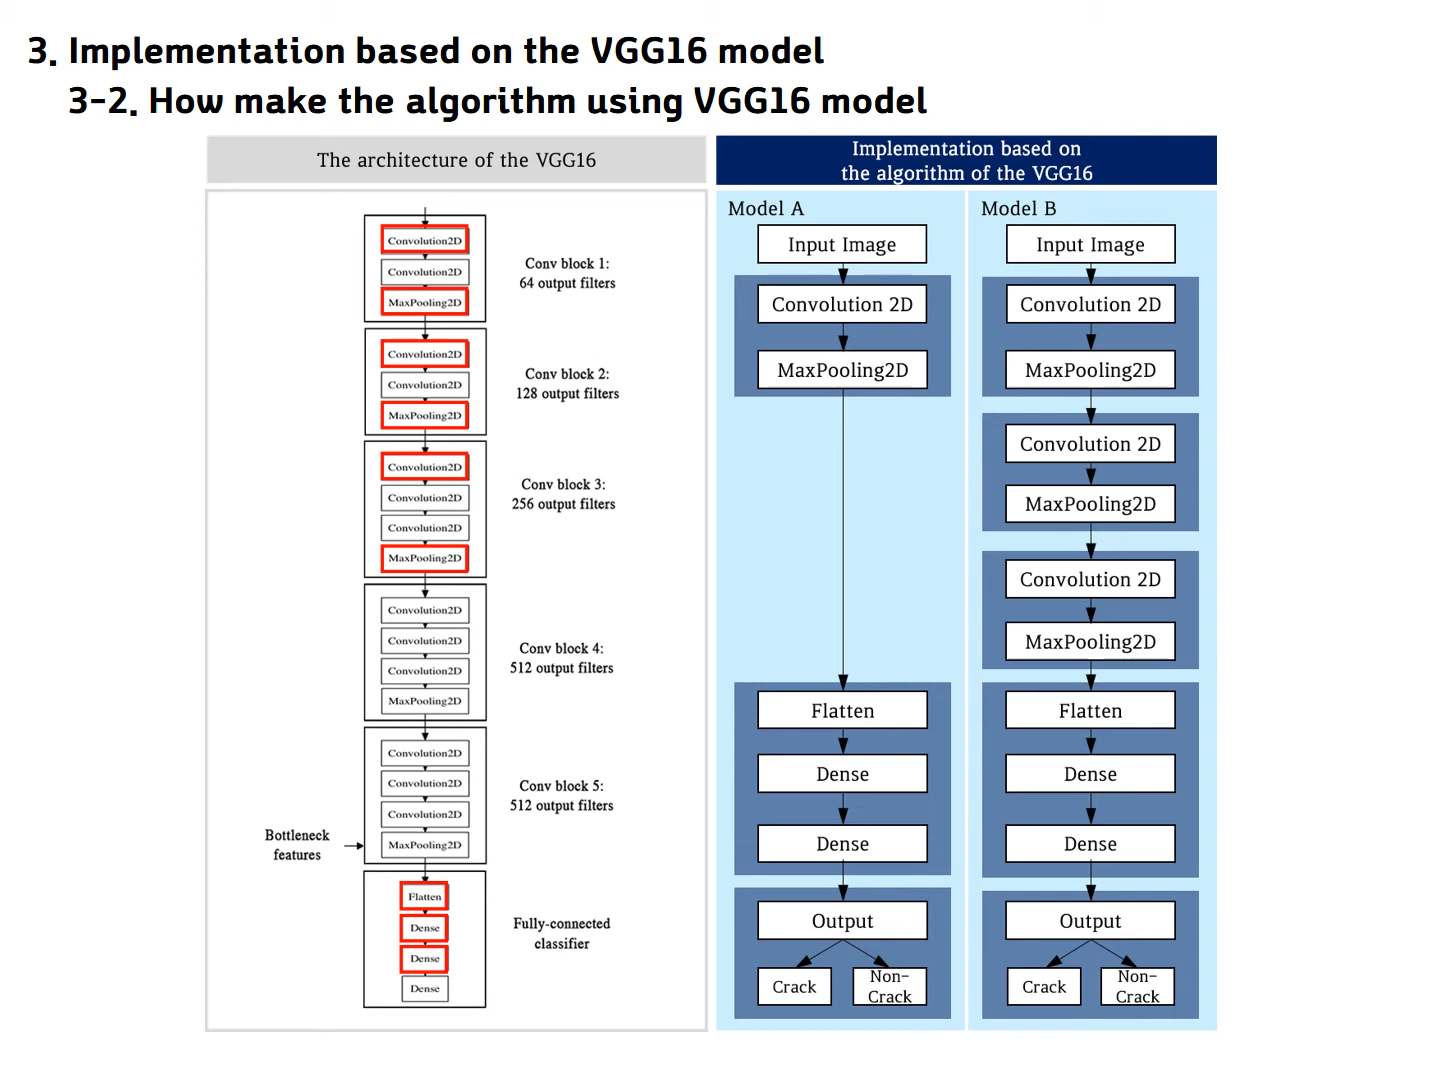 3. Implementation based on the VGG16 model
3-2. How make the algorithm using VGG16 model
The architecture of the VGG16
Convolution2D
Convolution2D
MaxPooling2D
Conv block 1:
64 output filters
Convolution2D
Convolution2D
MaxPooling2D
Conv block 2:
128 output filters
Convolution2D
Convolution2D
Convolution2D
MaxPooling2D
Conv block 3:
256 output filters
Convolution2D
Convolution2D
Convolution2D
MaxPooling2D
Conv block 4:
512 output filters
Convolution2D
Convolution2D
Convolution2D
MaxPooling2D
Conv block 5:
512 output filters
Bottleneck
features
Flatten
Dense
Dense
Dense
Fully-connected
classifier
Implementation based on
the algorithm of the VGG16
Model A
Input Image
Convolution 2D
MaxPooling2D
Flatten
Dense
Dense
Output
Crack
Non-
Crack
Model B
Input Image
Convolution 2D
MaxPooling2D
Convolution 2D
MaxPooling2D
Convolution 2D
MaxPooling2D
Flatten
Dense
Dense
Output
Crack
Non-
Crack